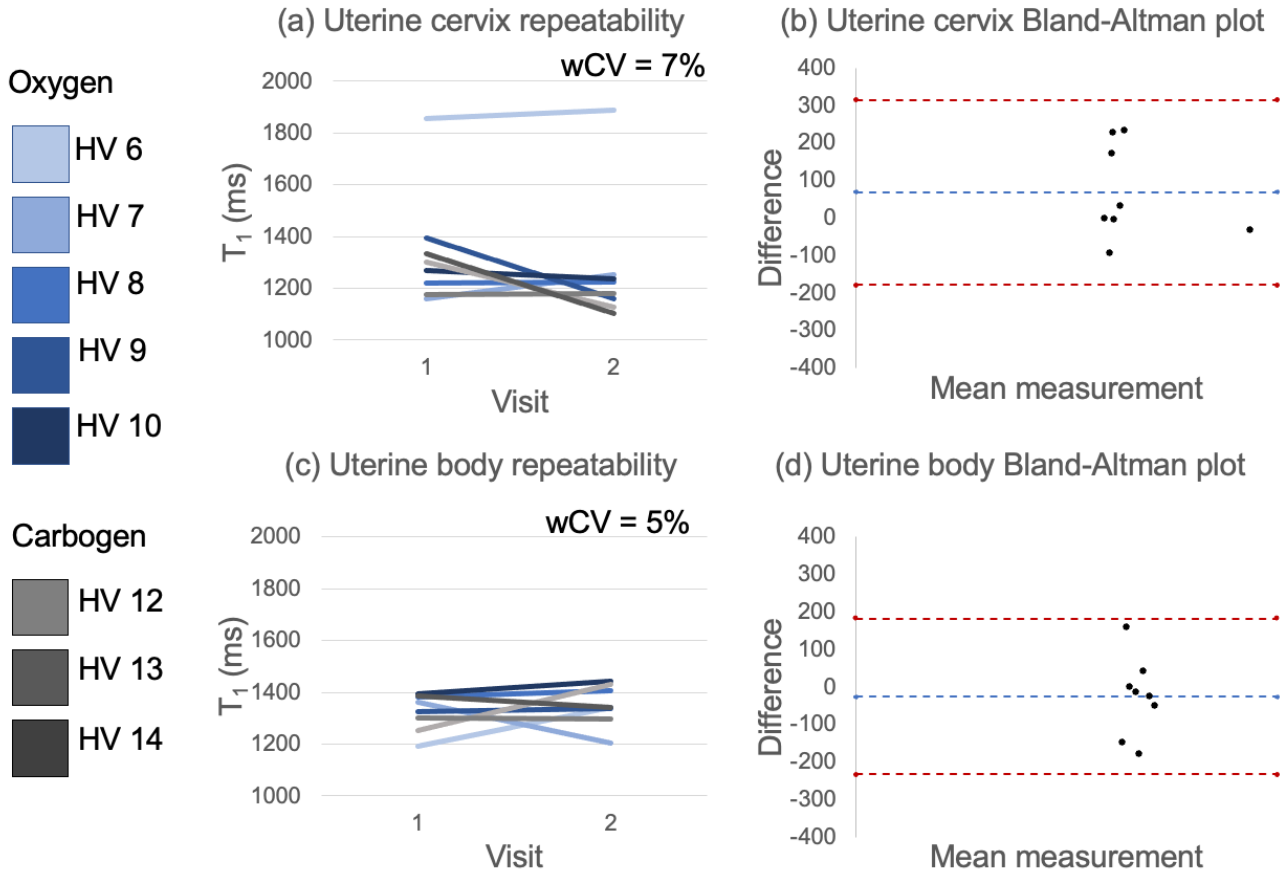 (a) Uterine cervix repeatability
wCV = 7%
2000
1800
1600
1400
1200
1000
T1 (ms)
1
2
Visit
(b) Uterine cervix Bland-Altman plot
400
300
200
100
0
-100
-200
-300
-400
Difference
Mean measurement
Oxygen
HV 6
HV 7
HV 8
HV 9
HV 10
(c) Uterine body repeatability
wCV = 5%
2000
1800
1600
1400
1200
1000
T1 (ms)
1
2
Visit
(d) Uterine body Bland-Altman plot
400
300
200
100
0
-100
-200
-300
-400
Difference
Mean measurement
Carbogen
HV 12
HV 13
HV 14